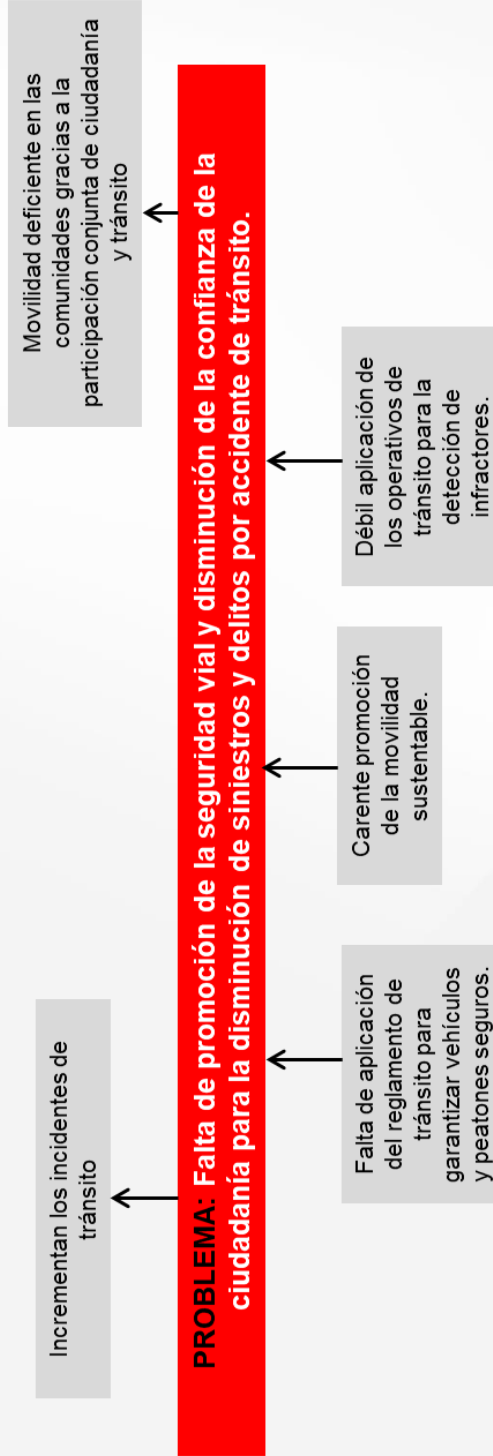 Incrementan los incidentes de
tránsito
Movilidad deficiente en las
comunidades gracias a la
participación conjunta de ciudadanía
y tránsito
PROBLEMA: Falta de promoción de la seguridad vial y disminución de la confianza de la
ciudadanía para la disminución de siniestros y delitos por accidente de tránsito.
Falta de aplicación
del reglamento de
tránsito para
garantizar vehículos
y peatones seguros.
Carente promoción
de la movilidad
sustentable.
Débil aplicación de
los operativos de
tránsito para la
detección de
infractores.